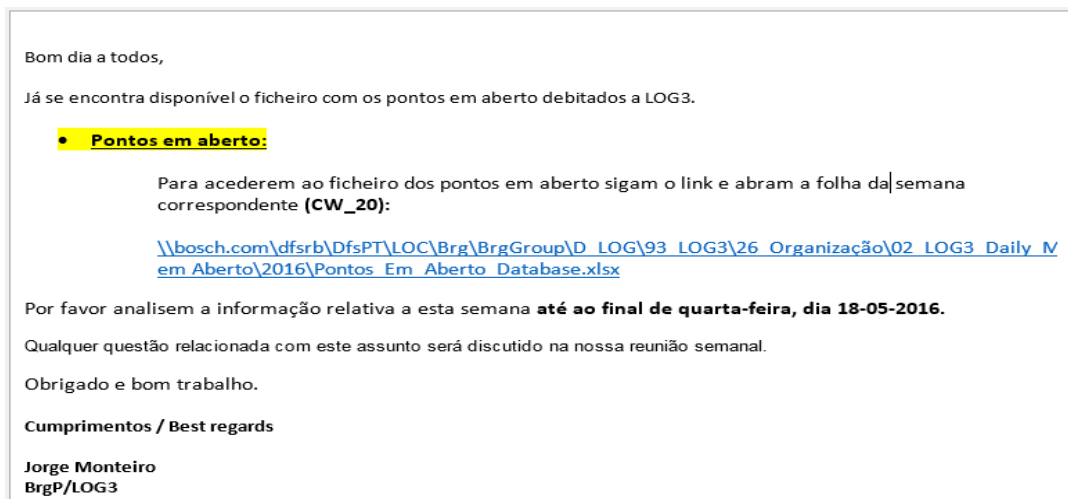 Bom dia a todos,
Já se encontra disponível o ficheiro com os pontos em aberto debitados a LOG3.
• Pontos em aberto:
Para acederem ao ficheiro dos pontos em aberto sigam o link e abram a folha da semana
correspondente (CW_20):
\\bosch.com\dfsrb\DfsPT\LOC\Brg\BrgGroup\D_LOG\93_LOG3\26_Organização\02_LOG3_Daily_M
em Aberto\2016\Pontos_Em_Aberto_Database.xlsx
Por favor analisem a informação relativa a esta semana até ao final de quarta-feira, dia 18-05-2016.
Qualquer questão relacionada com este assunto será discutido na nossa reunião semanal.
Obrigado e bom trabalho.
Cumprimentos / Best regards
Jorge Monteiro
BrgP/LOG3